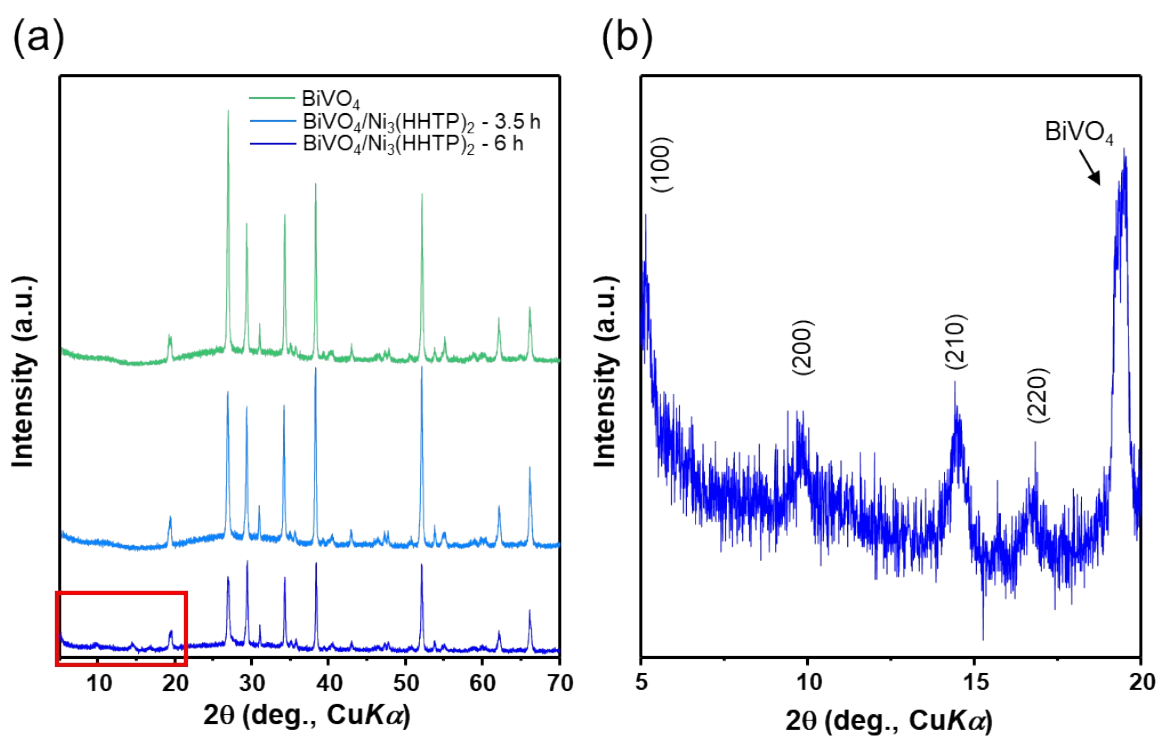 (a)
BiVO₄
BiVO₄/Ni₃(HHTP)₂ - 3.5 h
BiVO₄/Ni₃(HHTP)₂ - 6 h
Intensity (a.u.)
10 20 30 40 50 60 70
2θ (deg., CuKα)
(b)
BiVO₄
(100)
(200)
(210)
(220)
Intensity (a.u.)
5 10 15 20
2θ (deg., CuKα)